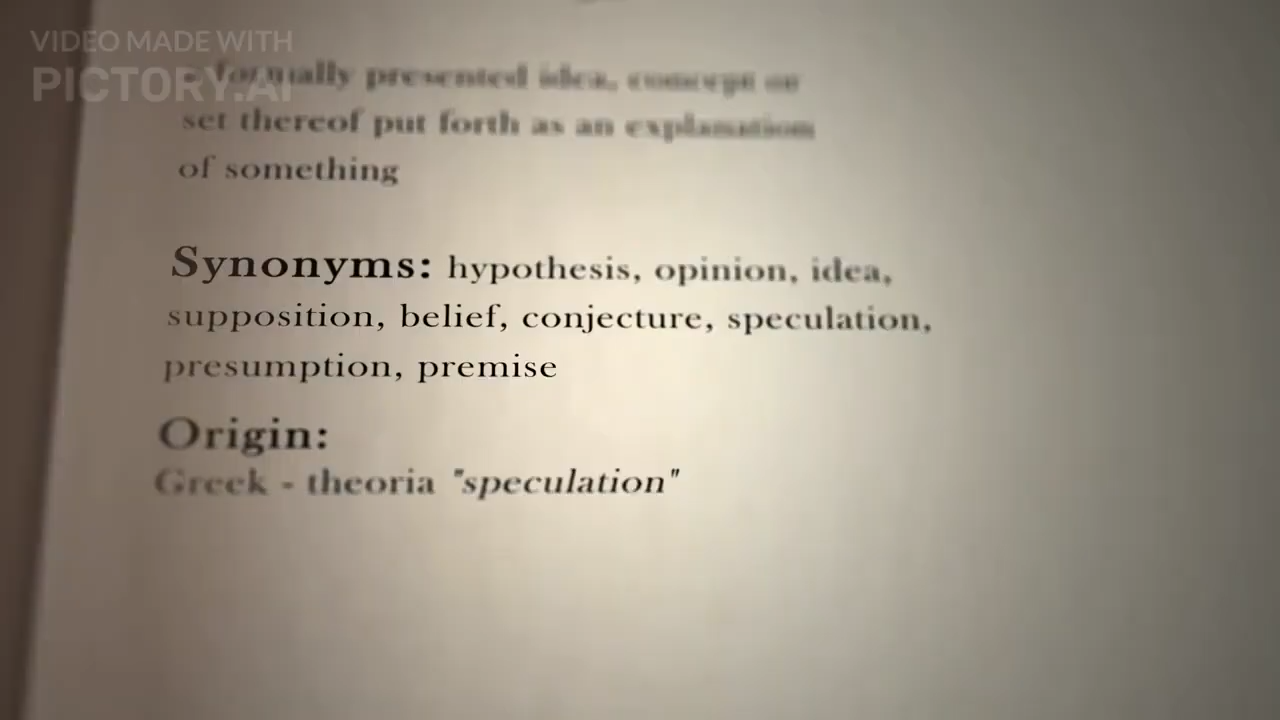 VIDEO MADE WITH
PICTORY.AI
formally presented idea, concept or
set thereof put forth as an explanation
of something
Synonyms: hypothesis, opinion, idea,
supposition, belief, conjecture, speculation,
presumption, premise
Origin:
Greek - theoria "speculation"